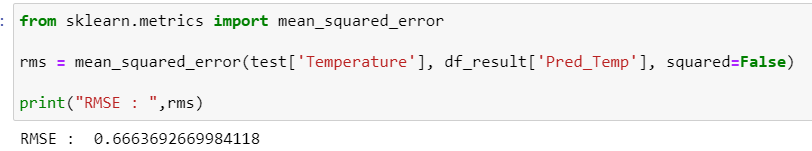 :
from sklearn.metrics import mean_squared_error
rms = mean_squared_error(test['Temperature'], df_result['Pred_Temp'], squared=False)
print("RMSE : ",rms)
RMSE :  0.6663692669984118